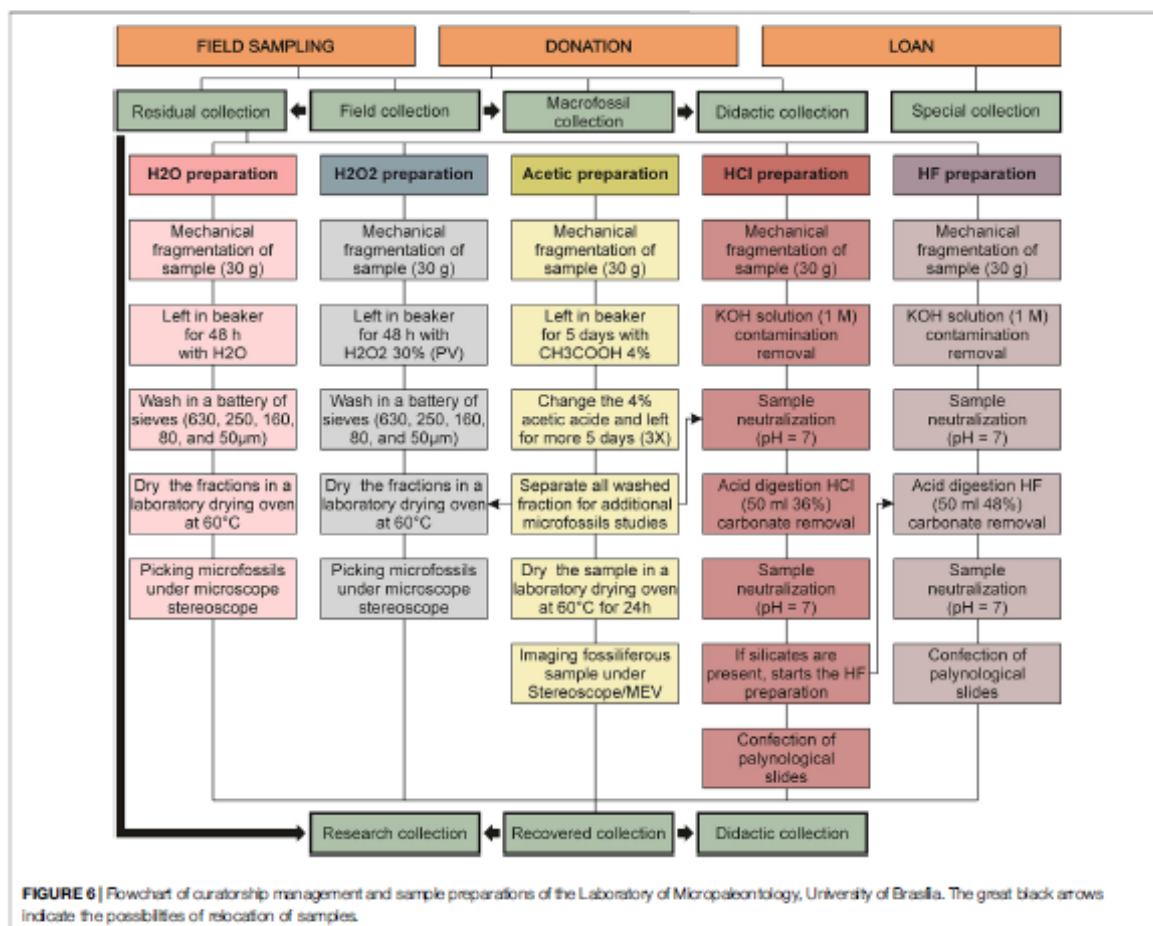 FIELD SAMPLING
DONATION
LOAN
Residual collection
Field collection
Macrofossil
collection
Didactic collection
Special collection
H2O preparation
H2O2 preparation
Acetic preparation
HCl preparation
HF preparation
Mechanical
fragmentation of
sample (30 g)
Left in beaker
for 48 h
with H2O
Wash in a battery of
sieves (630, 250, 160,
80, and 50μm)
Dry the fractions in a
laboratory drying oven
at 60°C
Picking microfossils
under microscope
stereoscope
Mechanical
fragmentation of
sample (30 g)
Left in beaker
for 48 h with
H2O2 30% (PV)
Wash in a battery of
sieves (630, 250, 160,
80, and 50μm)
Dry the fractions in a
laboratory drying oven
at 60°C
Picking microfossils
under microscope
stereoscope
Mechanical
fragmentation of
sample (30 g)
Left in beaker
for 5 days with
CH3COOH 4%
Change the 4%
acetic acide and left
for more 5 days (3X)
Separate all washed
fraction for additional
microfossils studies
Dry the sample in a
laboratory drying oven
at 60°C for 24h
Imaging fossiliferous
sample under
Stereoscope/MEV
Mechanical
fragmentation of
sample (30 g)
KOH solution (1 M)
contamination
removal
Sample
neutralization
(pH = 7)
Acid digestion HCl
(50 ml 36%)
carbonate removal
Sample
neutralization
(pH = 7)
If silicates are
present, starts the HF
preparation
Confection of
palynological
slides
Mechanical
fragmentation of
sample (30 g)
KOH solution (1 M)
contamination
removal
Sample
neutralization
(pH = 7)
Acid digestion HF
(50 ml 48%)
carbonate removal
Sample
neutralization
(pH = 7)
Confection of
palynological
slides
Research collection
Recovered collection
Didactic collection
FIGURE 6 | Flowchart of curatorship management and sample preparations of the Laboratory of Micropaleontology, University of Brasília. The great black arrows
indicate the possibilities of relocation of samples.